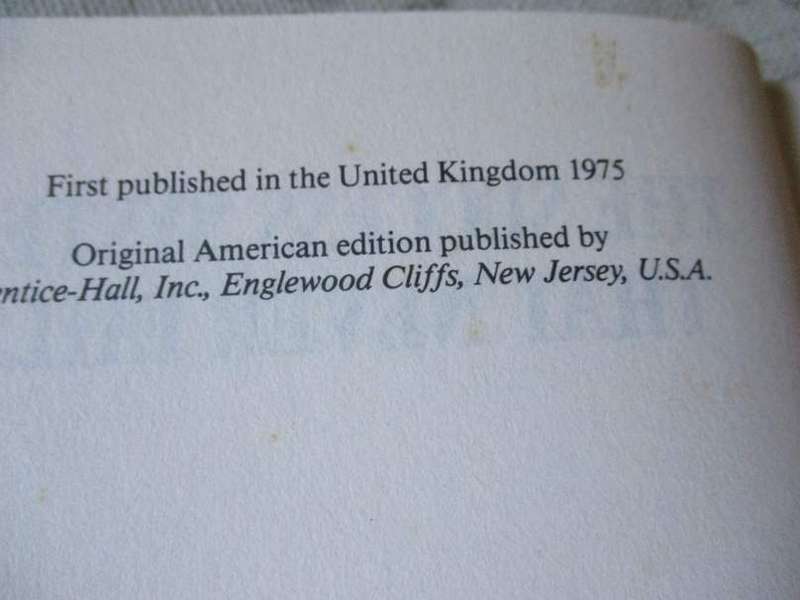 First published in the United Kingdom 1975
Original American edition published by
ntice-Hall, Inc., Englewood Cliffs, New Jersey, U.S.A.